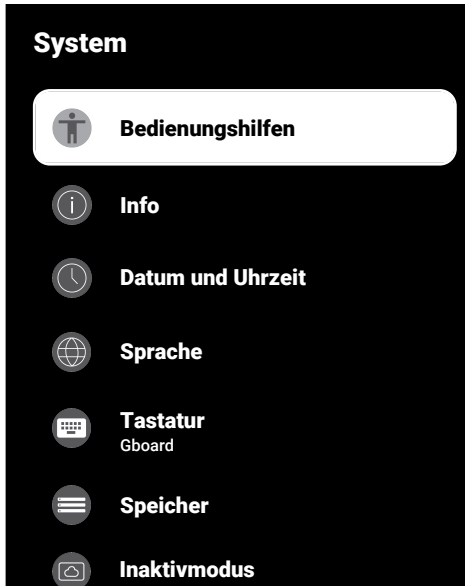 System
Bedienungshilfen
Info
Datum und Uhrzeit
Sprache
Tastatur
Gboard
Speicher
Inaktivmodus